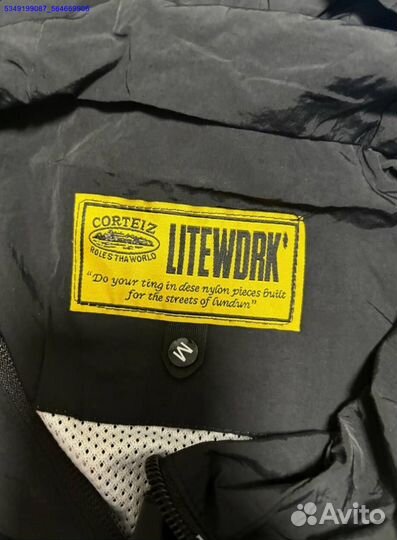 5349199087_564669966
CORTEIZ
RULES THA WORLD
LITEWORK'
"Do your ting in dese nylon pieces built
for the streets of lundun"
M
Avito